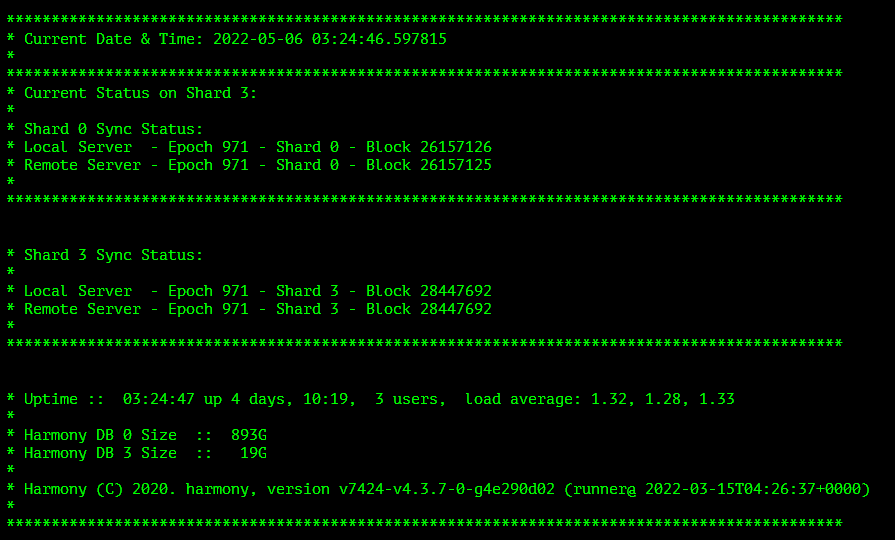 *********************************************************************************************
* Current Date & Time: 2022-05-06 03:24:46.597815
*
*********************************************************************************************
* Current Status on Shard 3:
*
* Shard 0 Sync Status:
* Local Server  - Epoch 971 - Shard 0 - Block 26157126
* Remote Server - Epoch 971 - Shard 0 - Block 26157125
*
*********************************************************************************************
* Shard 3 Sync Status:
*
* Local Server  - Epoch 971 - Shard 3 - Block 28447692
* Remote Server - Epoch 971 - Shard 3 - Block 28447692
*
*********************************************************************************************
* Uptime ::  03:24:47 up 4 days, 10:19,  3 users,  load average: 1.32, 1.28, 1.33
*
* Harmony DB 0 Size  ::  893G
* Harmony DB 3 Size  ::   19G
*
* Harmony (C) 2020. harmony, version v7424-v4.3.7-0-g4e290d02 (runner@ 2022-03-15T04:26:37+0000)
*
*********************************************************************************************